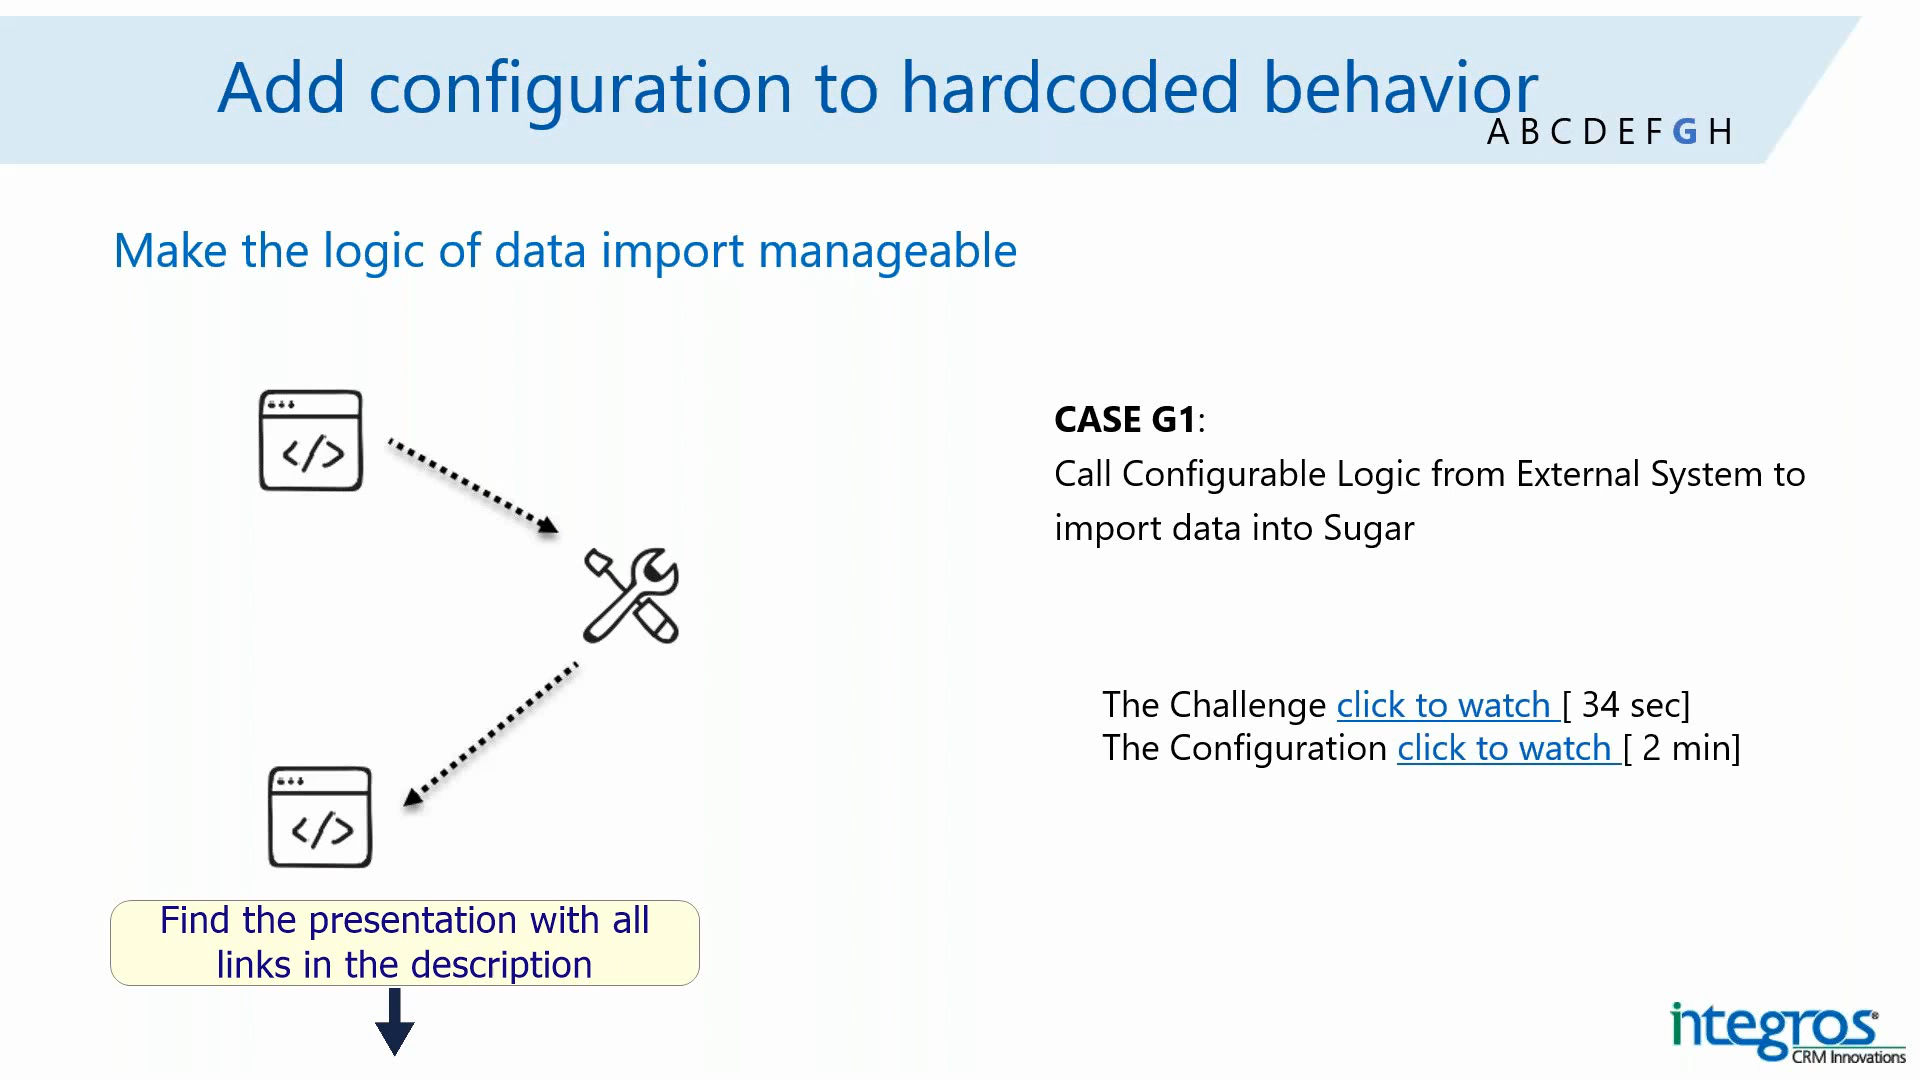 Add configuration to hardcoded behavior
A B C D E F G H
Make the logic of data import manageable
</>
CASE G1:
Call Configurable Logic from External System to
import data into Sugar
The Challenge click to watch [ 34 sec]
The Configuration click to watch [ 2 min]
</>
Find the presentation with all
links in the description
integros®
CRM Innovations